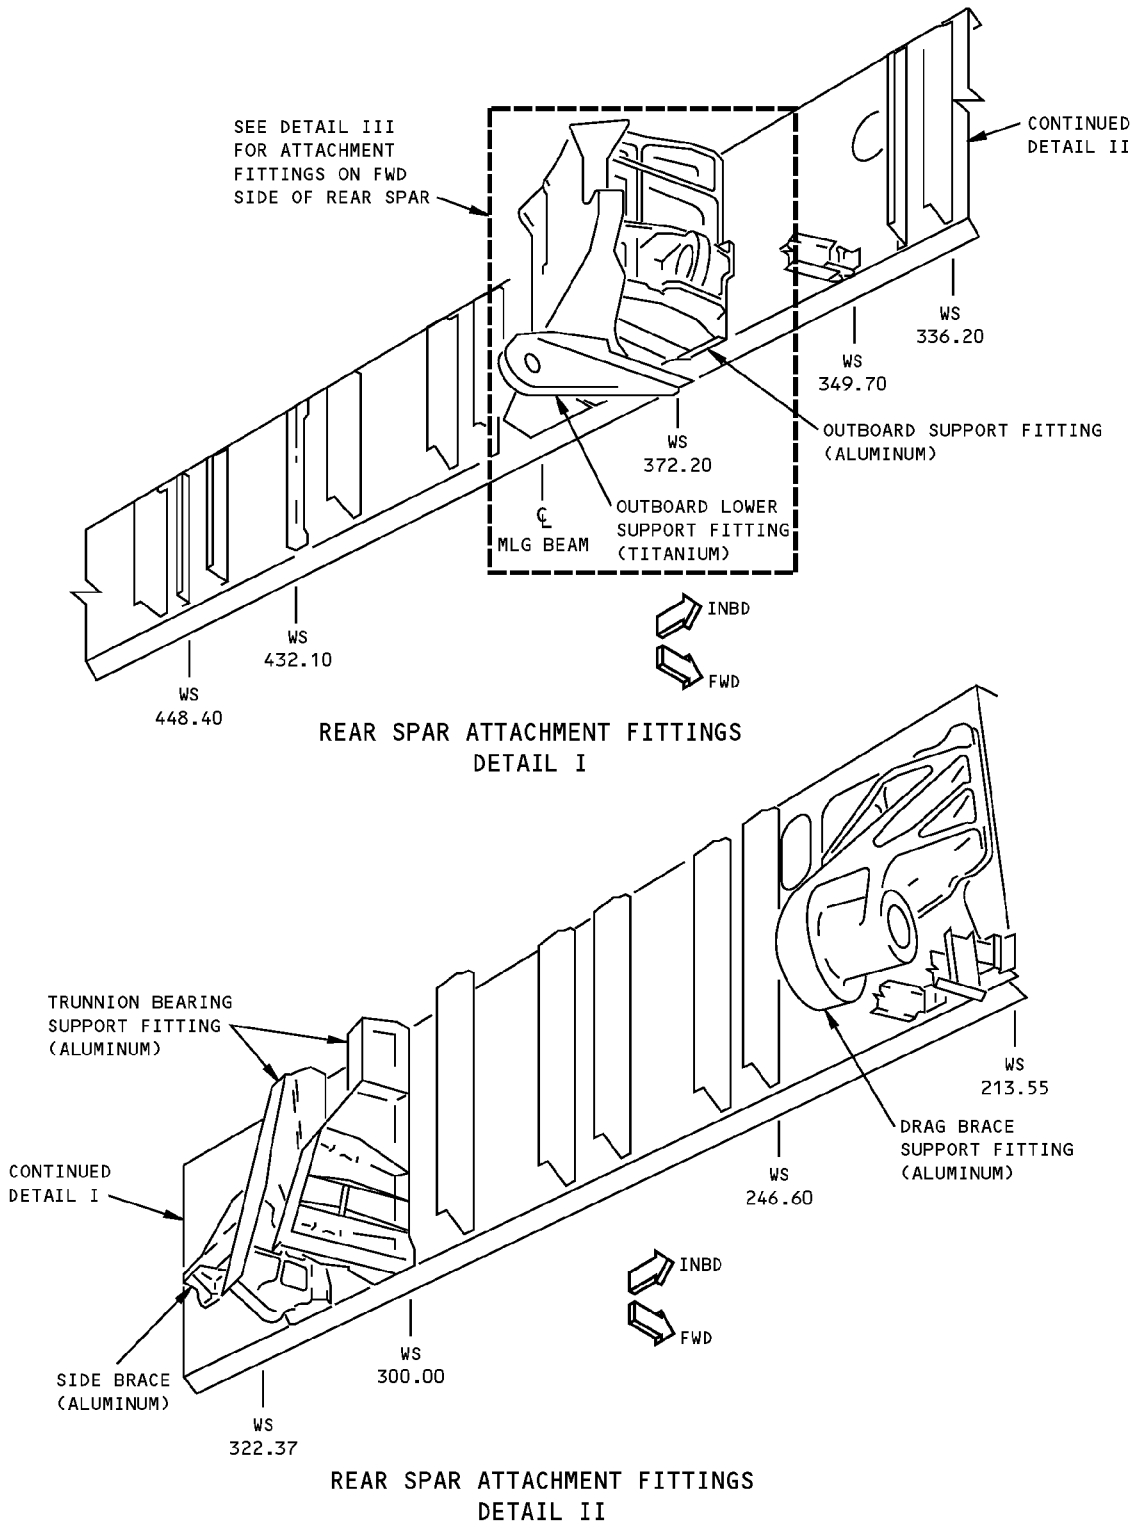 SEE DETAIL III
FOR ATTACHMENT
FITTINGS ON FWD
SIDE OF REAR SPAR
CONTINUED
DETAIL II
WS
336.20
WS
349.70
OUTBOARD SUPPORT FITTING
(ALUMINUM)
WS
372.20
OUTBOARD LOWER
SUPPORT FITTING
(TITANIUM)
℄
MLG BEAM
INBD
FWD
WS
432.10
WS
448.40
REAR SPAR ATTACHMENT FITTINGS
DETAIL I
TRUNNION BEARING
SUPPORT FITTING
(ALUMINUM)
WS
213.55
DRAG BRACE
SUPPORT FITTING
(ALUMINUM)
CONTINUED
DETAIL I
WS
246.60
INBD
FWD
WS
300.00
SIDE BRACE
(ALUMINUM)
WS
322.37
REAR SPAR ATTACHMENT FITTINGS
DETAIL II